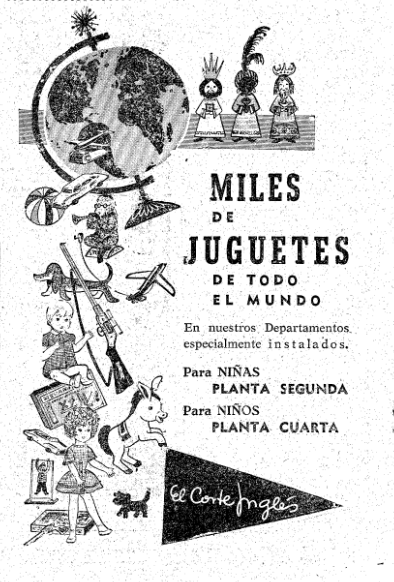 MILES
DE
JUGUETES
DE TODO
EL MUNDO
En nuestros Departamentos
especialmente instalados.
Para NIÑAS
PLANTA SEGUNDA
Para NIÑOS
PLANTA CUARTA
El Corte Inglés